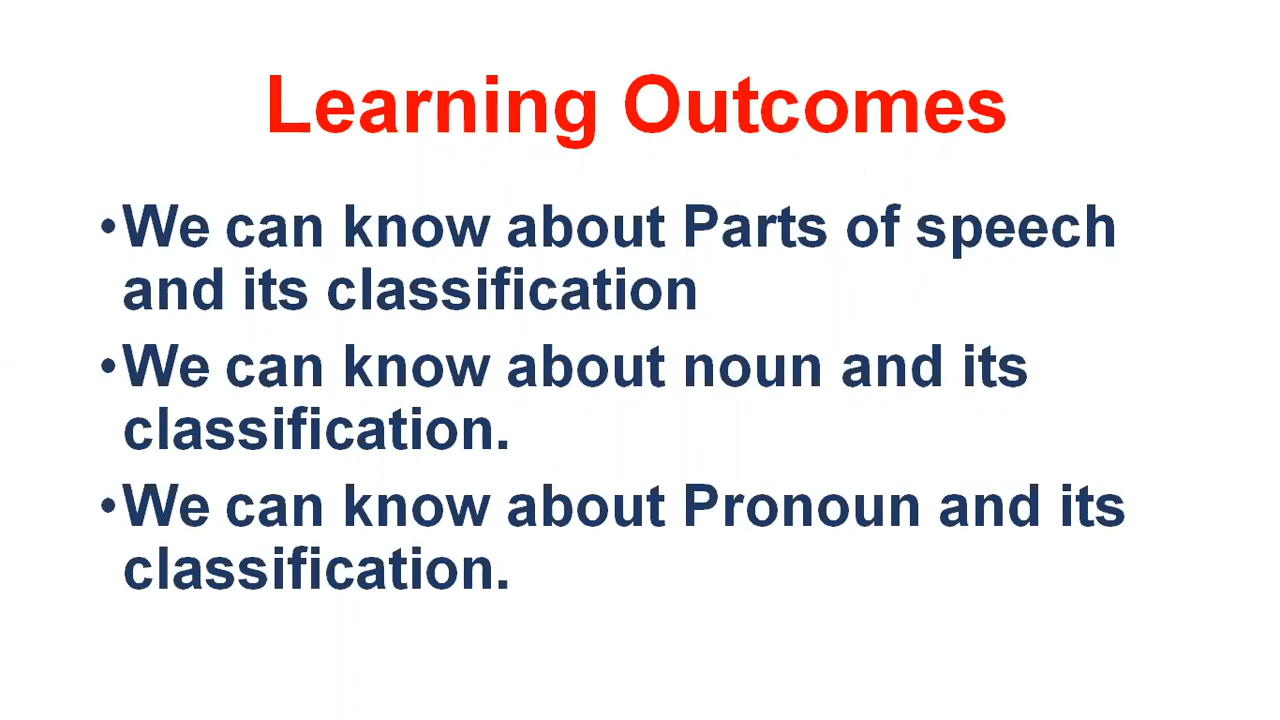 Learning Outcomes
•We can know about Parts of speech
and its classification
•We can know about noun and its
classification.
•We can know about Pronoun and its
classification.